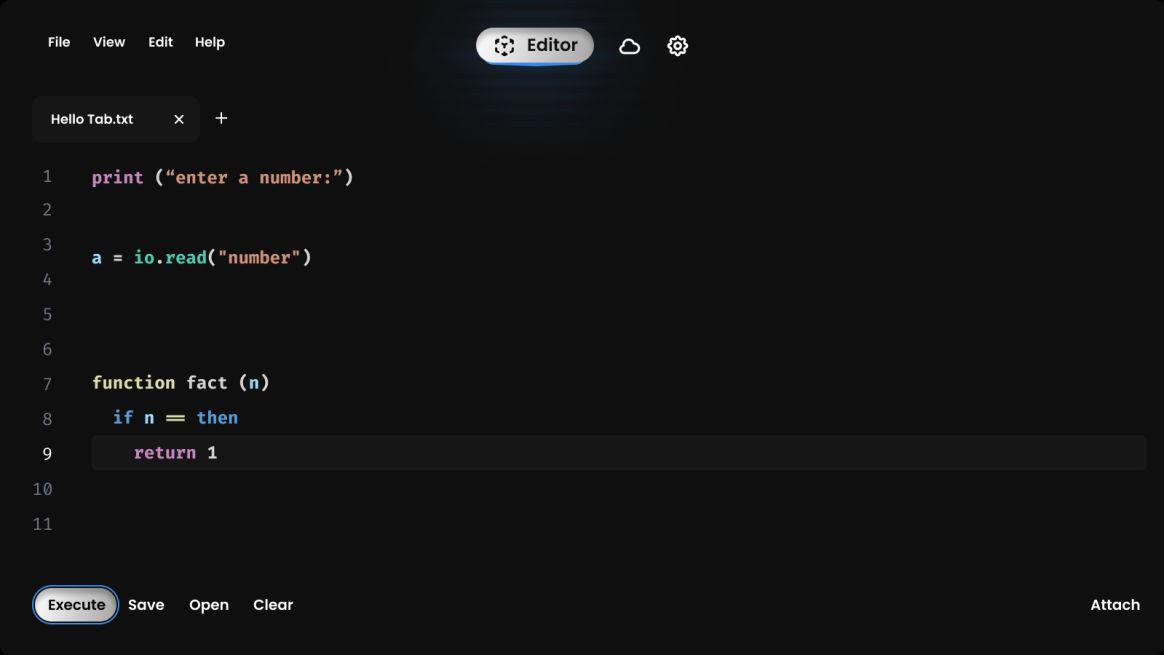 File View Edit Help
Editor
Hello Tab.txt
1 print (“enter a number:”)
2
3 a = io.read("number")
4
5
6
7 function fact (n)
8 if n == then
9 return 1
10
11
Execute Save Open Clear Attach